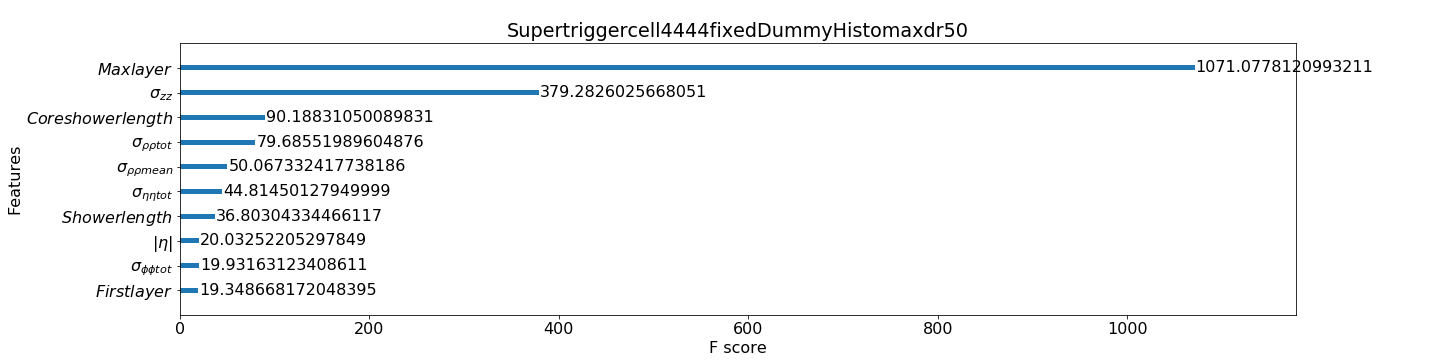 Supertriggercell4444fixedDummyHistomaxdr50
Features
Maxlayer 1071.0778120993211
σzz 379.2826025668051
Coreshowerlength 90.18831050089831
σρρtot 79.68551989604876
σρρmean 50.067332417738186
σηηtot 44.81450127949999
Showerlength 36.80304334466117
|η| 20.03252205297849
σϕϕtot 19.93163123408611
Firstlayer 19.348668172048395
0 200 400 600 800 1000
F score